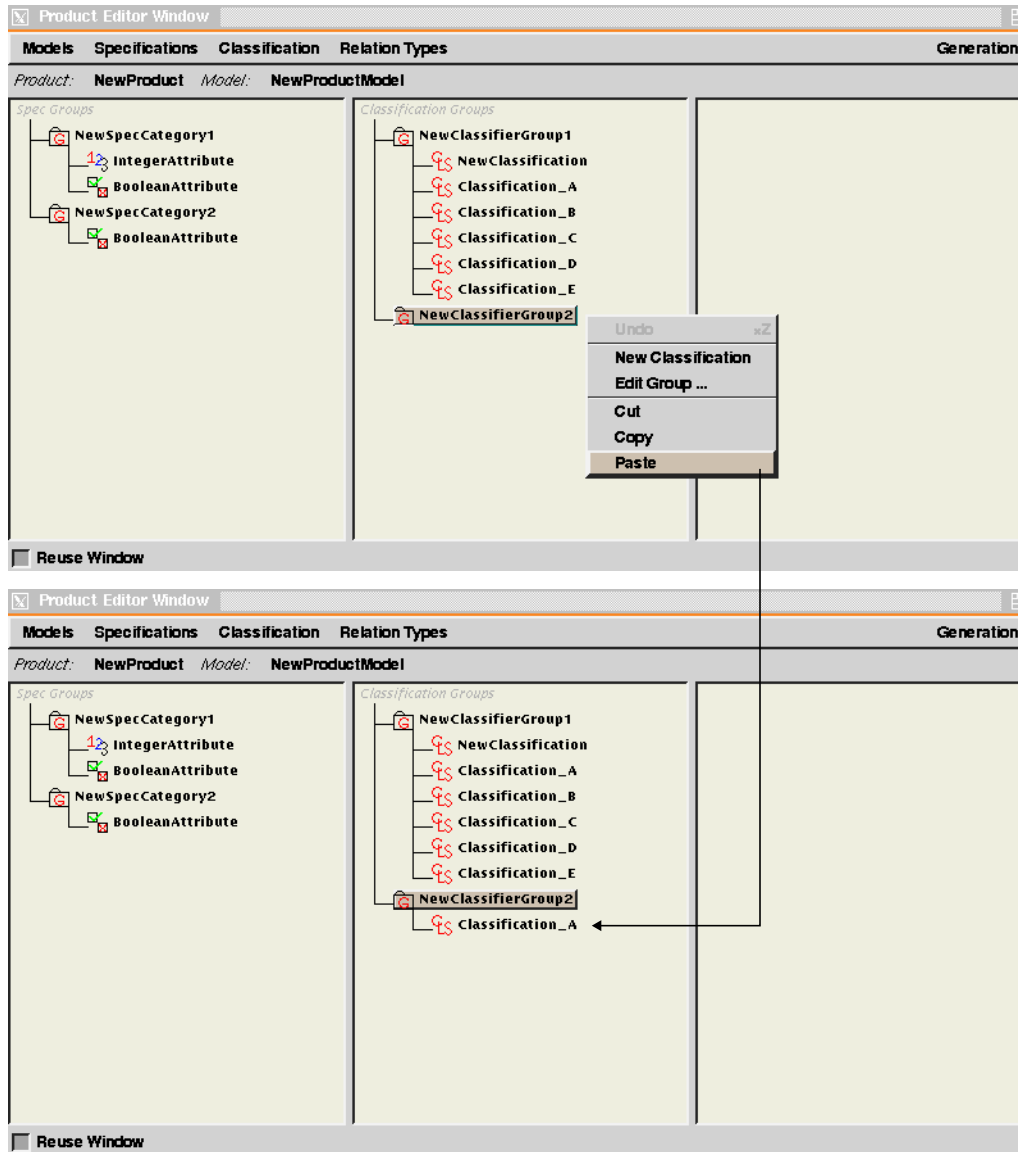 Product Editor Window
Models Specifications Classification Relation Types Generation
Product: NewProduct Model: NewProductModel
Spec Groups
NewSpecCategory1
IntegerAttribute
BooleanAttribute
NewSpecCategory2
BooleanAttribute
Classification Groups
NewClassifierGroup1
NewClassification
Classification_A
Classification_B
Classification_C
Classification_D
Classification_E
NewClassifierGroup2
Undo ×Z
New Classification
Edit Group ...
Cut
Copy
Paste
Reuse Window
Product Editor Window
Models Specifications Classification Relation Types Generation
Product: NewProduct Model: NewProductModel
Spec Groups
NewSpecCategory1
IntegerAttribute
BooleanAttribute
NewSpecCategory2
BooleanAttribute
Classification Groups
NewClassifierGroup1
NewClassification
Classification_A
Classification_B
Classification_C
Classification_D
Classification_E
NewClassifierGroup2
Classification_A
Reuse Window